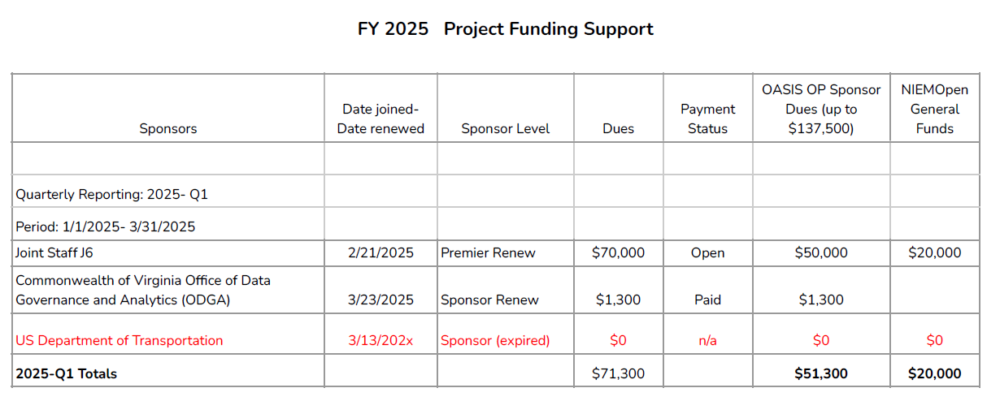 FY 2025 Project Funding Support
Sponsors
Date joined-
Date renewed
Sponsor Level
Dues
Payment
Status
OASIS OP Sponsor
Dues (up to
$137,500)
NIEMOpen
General
Funds
Quarterly Reporting: 2025- Q1
Period: 1/1/2025- 3/31/2025
Joint Staff J6 2/21/2025 Premier Renew $70,000 Open $50,000 $20,000
Commonwealth of Virginia Office of Data
Governance and Analytics (ODGA) 3/23/2025 Sponsor Renew $1,300 Paid $1,300
US Department of Transportation 3/13/202x Sponsor (expired) $0 n/a $0 $0
2025-Q1 Totals $71,300 $51,300 $20,000